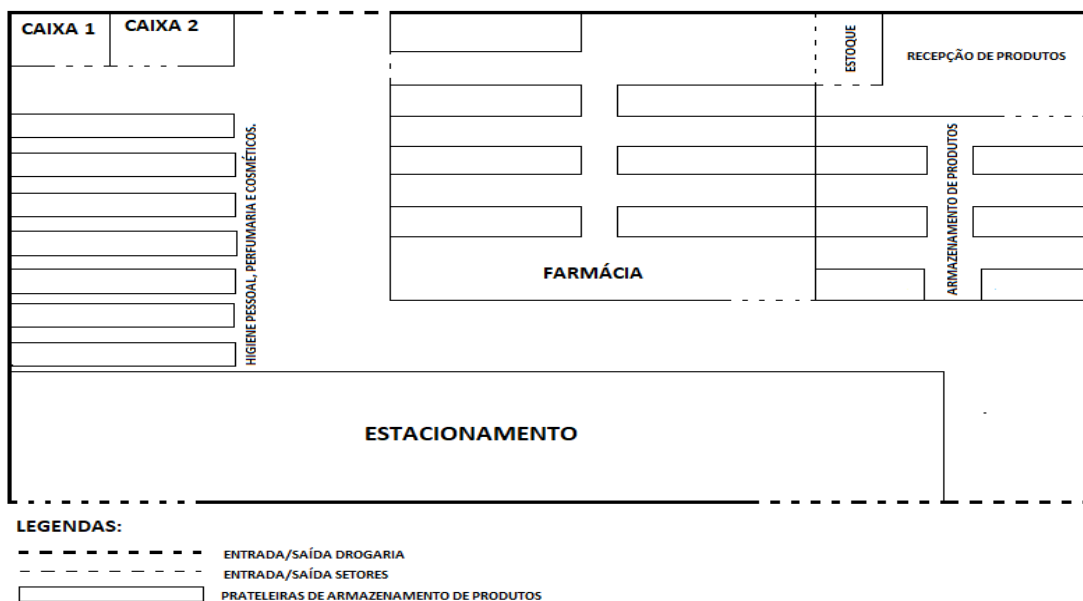 CAIXA 1
CAIXA 2
ESTOQUE
RECEPÇÃO DE PRODUTOS
HIGIENE PESSOAL, PERFUMARIA E COSMÉTICOS.
ARMAZENAMENTO DE PRODUTOS
FARMÁCIA
ESTACIONAMENTO
LEGENDAS:
ENTRADA/SAÍDA DROGARIA
ENTRADA/SAÍDA SETORES
PRATELEIRAS DE ARMAZENAMENTO DE PRODUTOS